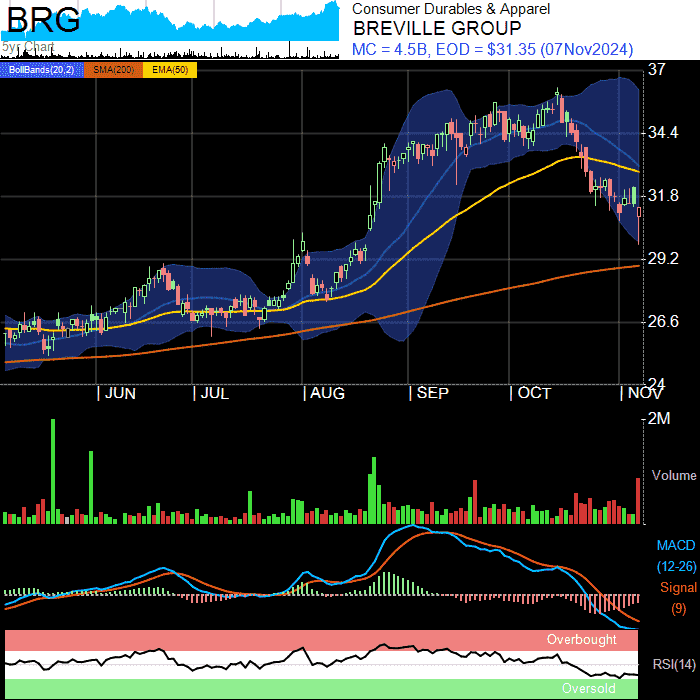 BRG
5yr Chart
Consumer Durables & Apparel
BREVILLE GROUP
MC = 4.5B, EOD = $31.35 (07Nov2024)
BollBands(20,2) SMA(200) EMA(50)
37
34.4
31.8
29.2
26.6
24
JUN JUL AUG SEP OCT NOV
2M
Volume
MACD
(12-26)
Signal
(9)
Overbought
RSI(14)
Oversold